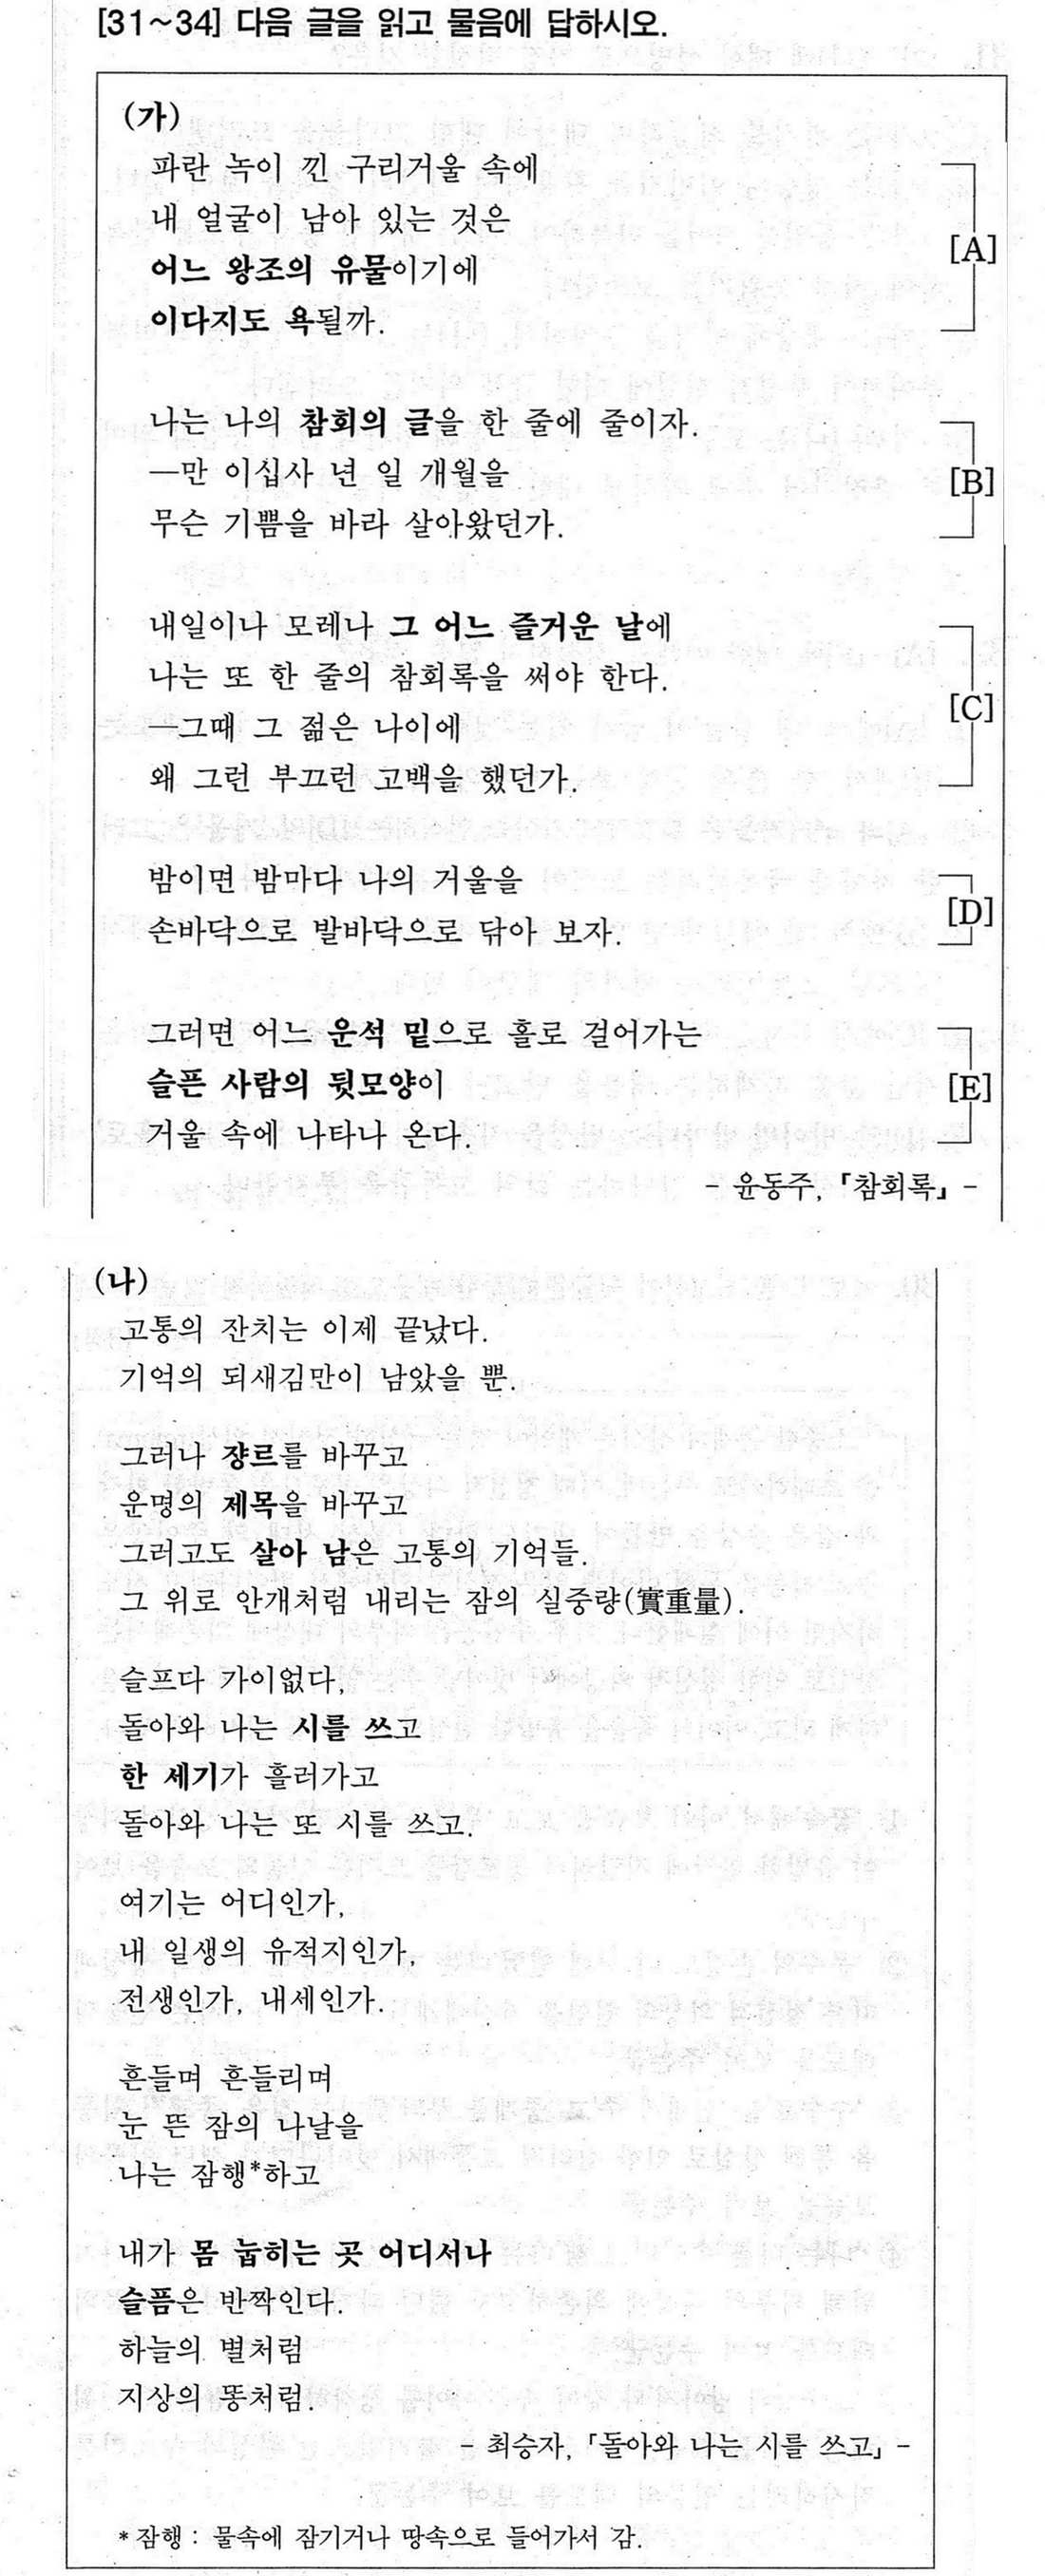 [31~34] 다음 글을 읽고 물음에 답하시오.
(가)
파란 녹이 낀 구리거울 속에
내 얼굴이 남아 있는 것은
어느 왕조의 유물이기에
이다지도 욕될까.
[A]
나는 나의 참회의 글을 한 줄에 줄이자.
─만 이십사 년 일 개월을
무슨 기쁨을 바라 살아왔던가.
[B]
내일이나 모레나 그 어느 즐거운 날에
나는 또 한 줄의 참회록을 써야 한다.
─그때 그 젊은 나이에
왜 그런 부끄런 고백을 했던가.
[C]
밤이면 밤마다 나의 거울을
손바닥으로 발바닥으로 닦아 보자.
[D]
그러면 어느 운석 밑으로 홀로 걸어가는
슬픈 사람의 뒷모양이
거울 속에 나타나 온다.
[E]
- 윤동주, 「참회록」 -
(나)
고통의 잔치는 이제 끝났다.
기억의 되새김만이 남았을 뿐.
그러나 쟝르를 바꾸고
운명의 제목을 바꾸고
그러고도 살아 남은 고통의 기억들.
그 위로 안개처럼 내리는 잠의 실중량(實重量).
슬프다 가이없다,
돌아와 나는 시를 쓰고
한 세기가 흘러가고
돌아와 나는 또 시를 쓰고.
여기는 어디인가,
내 일생의 유적지인가,
전생인가, 내세인가.
흔들며 흔들리며
눈 뜬 잠의 나날을
나는 잠행*하고
내가 몸 눕히는 곳 어디서나
슬픔은 반짝인다.
하늘의 별처럼
지상의 똥처럼.
- 최승자, 「돌아와 나는 시를 쓰고」 -
* 잠행 : 물속에 잠기거나 땅속으로 들어가서 감.